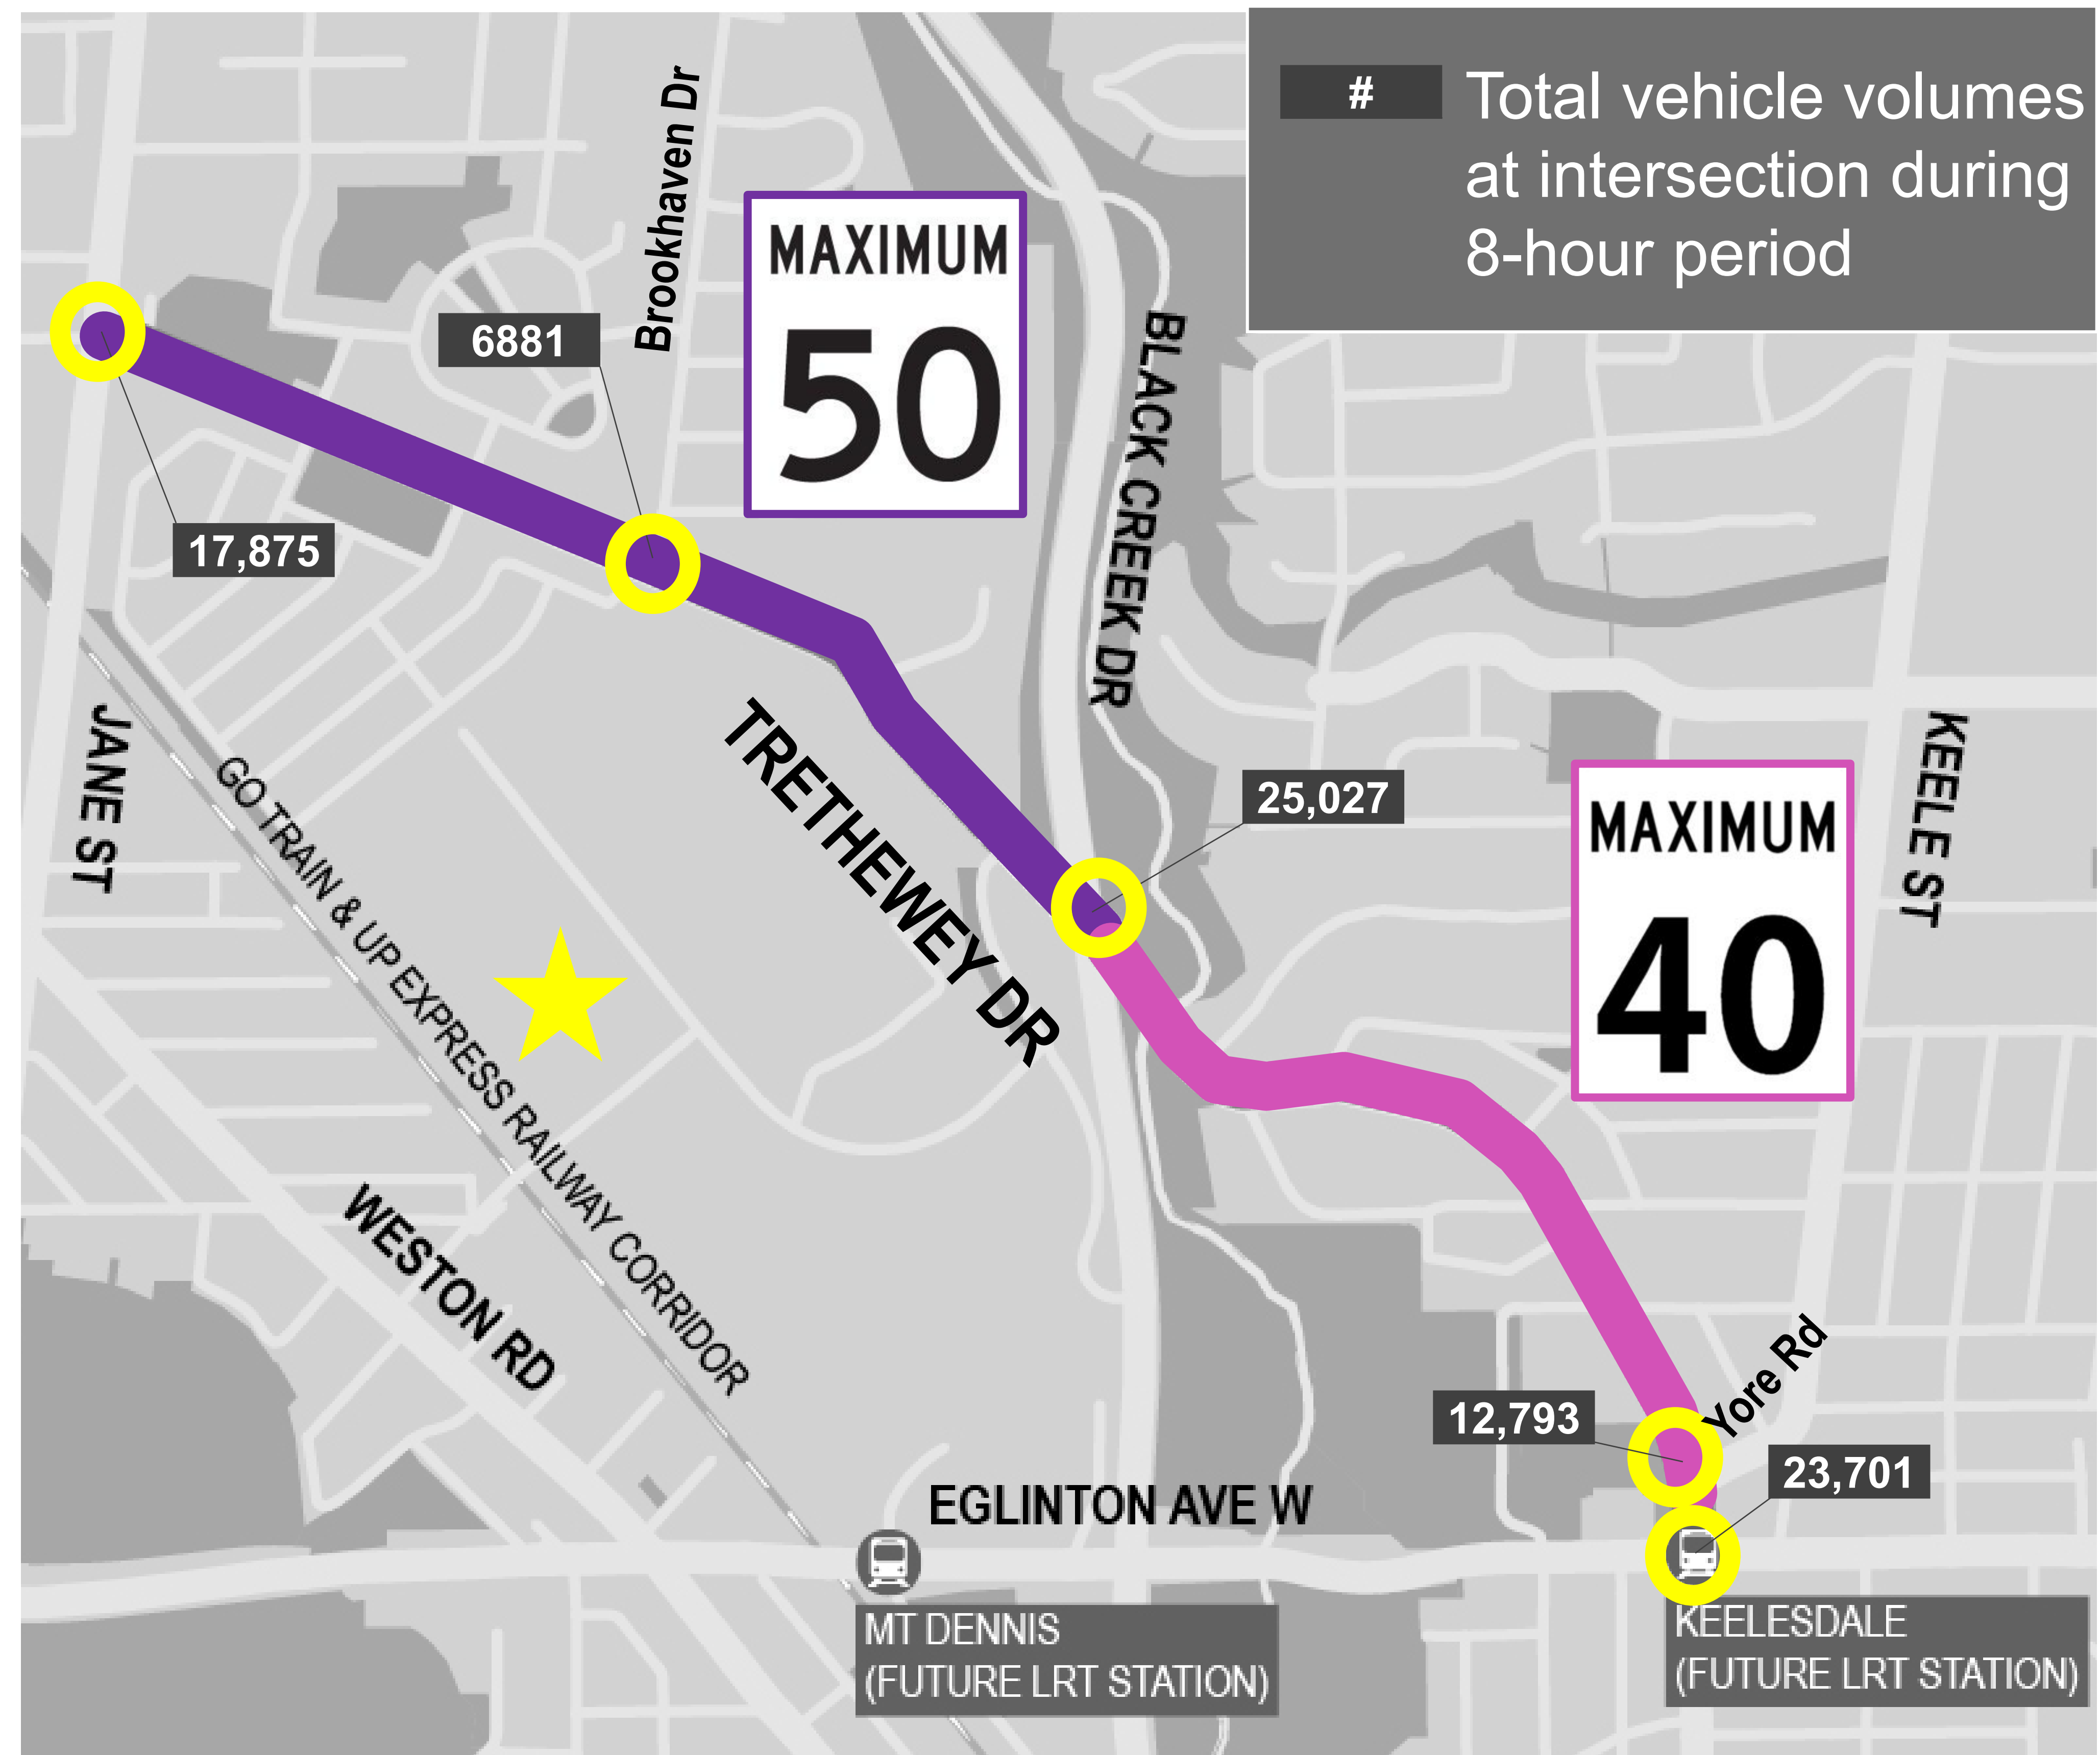 # Total vehicle volumes
at intersection during
8-hour period
Brookhaven Dr
MAXIMUM
50
6881
17,875
BLACK CREEK DR
JANE ST
GO TRAIN & UP EXPRESS RAILWAY CORRIDOR
TRETHEWEY DR
25,027
KEELE ST
MAXIMUM
40
WESTON RD
Yore Rd
12,793
23,701
EGLINTON AVE W
MT DENNIS
(FUTURE LRT STATION)
KEELESDALE
(FUTURE LRT STATION)